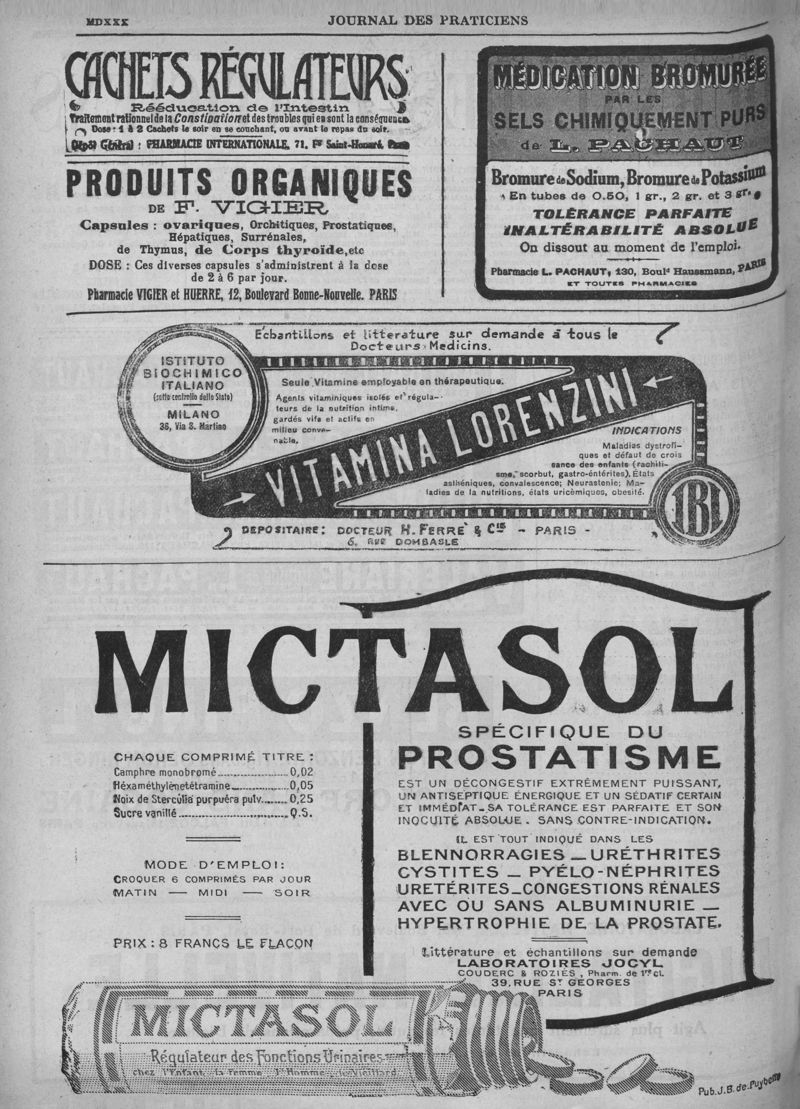 MDXXX
JOURNAL DES PRATICIENS
CACHETS RÉGULATEURS
Rééducation de l'Intestin
Traitement rationnel de la Constipation et des troubles qui en sont la conséquence
Dose: 1 à 2 Cachets le soir en se couchant, ou avant le repas du soir.
Dépôt Général : PHARMACIE INTERNATIONALE, 71, Fg Saint-Honoré, Paris
PRODUITS ORGANIQUES
DE F. VIGIER
Capsules : ovariques, Orchitiques, Prostatiques,
Hépatiques, Surrénales,
de Thymus, de Corps thyroïde, etc
DOSE : Ces diverses capsules s'administrent à la dose
de 2 à 6 par jour.
Pharmacie VIGIER et HUERRE, 12, Boulevard Bonne-Nouvelle. PARIS
MÉDICATION BROMURÉE
PAR LES
SELS CHIMIQUEMENT PURS
de L. PACHAUT
Bromure de Sodium, Bromure de Potassium
En tubes de 0.50, 1 gr., 2 gr. et 3 gr.
TOLÉRANCE PARFAITE
INALTÉRABILITÉ ABSOLUE
On dissout au moment de l'emploi.
Pharmacie L. PACHAUT, 130, Boulᵈ Haussmann, PARIS
ET TOUTES PHARMACIES
Échantillons et litterature sur demande à tous le
Docteurs Medicins.
ISTITUTO
BIOCHIMICO
ITALIANO
(sotto controllo dello Stato)
MILANO
36, Via S. Martino
Seule Vitamine employable en thérapeutique.
Agents vitaminiques isolés et régula-
teurs de la nutrition intime,
gardés vifs et actifs en
milieu conve-
nable.
VITAMINA LORENZINI
INDICATIONS
Maladias dystrofi-
ques et défaut de crois
sance des enfants (rachiti-
sme, scorbut, gastro-éntérites), États
asthéniques, convalescence; Neurastenie; Ma-
ladies de la nutritions, états uricèmiques, obesité.
IBI
DEPOSITAIRE: DOCTEUR H. FERRÉ & Cie - PARIS -
6. RUE DOMBASLE
MICTASOL
CHAQUE COMPRIMÉ TITRE :
Camphre monobromé......0,02
Héxaméthylènetétramine......0,05
Noix de Sterculia purpuéra pulv......0,25
Sucre vanillé......Q.S.
MODE D'EMPLOI:
CROQUER 6 COMPRIMÉS PAR JOUR
MATIN — MIDI — SOIR
PRIX : 8 FRANCS LE FLAÇON
SPÉCIFIQUE DU
PROSTATISME
EST UN DÉCONGESTIF EXTRÊMEMENT PUISSANT,
UN ANTISEPTIQUE ÉNERGIQUE ET UN SÉDATIF CERTAIN
ET IMMÉDIAT_SA TOLÉRANCE EST PARFAITE ET SON
INOCUITÉ ABSOLUE. SANS CONTRE-INDICATION.
IL EST TOUT INDIQUÉ DANS LES
BLENNORRAGIES _ URÉTHRITES
CYSTITES _ PYÉLO-NÉPHRITES
URETÉRITES_CONGESTIONS RÉNALES
AVEC OU SANS ALBUMINURIE _
HYPERTROPHIE DE LA PROSTATE.
Littérature et échantillons sur demande
LABORATOIRES JOCYL
COUDERC & ROZIÉS, Pharm. de 1re cl.
39, RUE St GEORGES
PARIS
MICTASOL
Régulateur des Fonctions Urinaires
chez l'Enfant, la Femme, l'Homme, le Vieillard.
Pub. J.B. de Puybelle